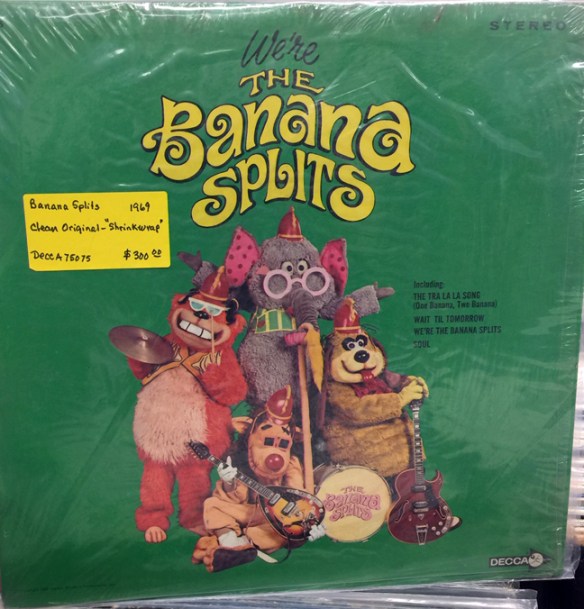 STEREO
We're
THE
Banana
SPLITS
Banana Splits 1969
Clean Original-"Shrinkwrap"
Decca 75075 $300.00
Including:
THE TRA LA LA SONG
(One Banana, Two Banana)
WAIT 'TIL TOMORROW
WE'RE THE BANANA SPLITS
SOUL
THE
BANANA
SPLITS
DECCA